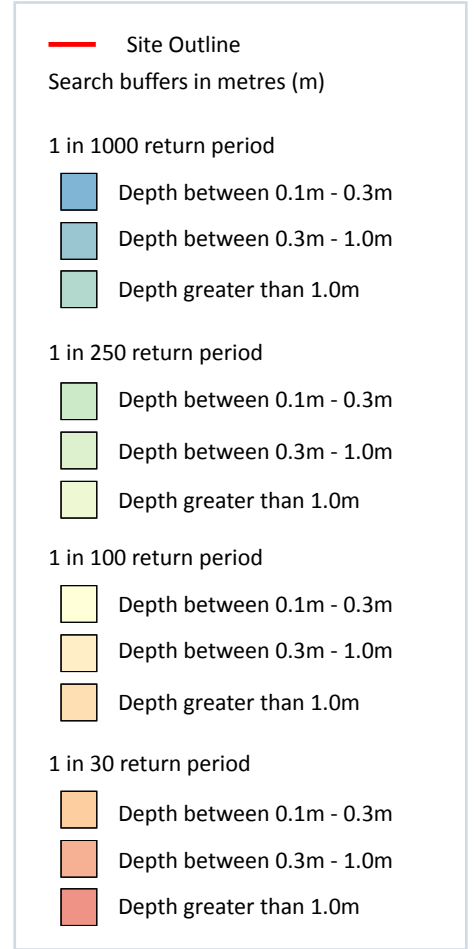 Site Outline
Search buffers in metres (m)
1 in 1000 return period
Depth between 0.1m - 0.3m
Depth between 0.3m - 1.0m
Depth greater than 1.0m
1 in 250 return period
Depth between 0.1m - 0.3m
Depth between 0.3m - 1.0m
Depth greater than 1.0m
1 in 100 return period
Depth between 0.1m - 0.3m
Depth between 0.3m - 1.0m
Depth greater than 1.0m
1 in 30 return period
Depth between 0.1m - 0.3m
Depth between 0.3m - 1.0m
Depth greater than 1.0m